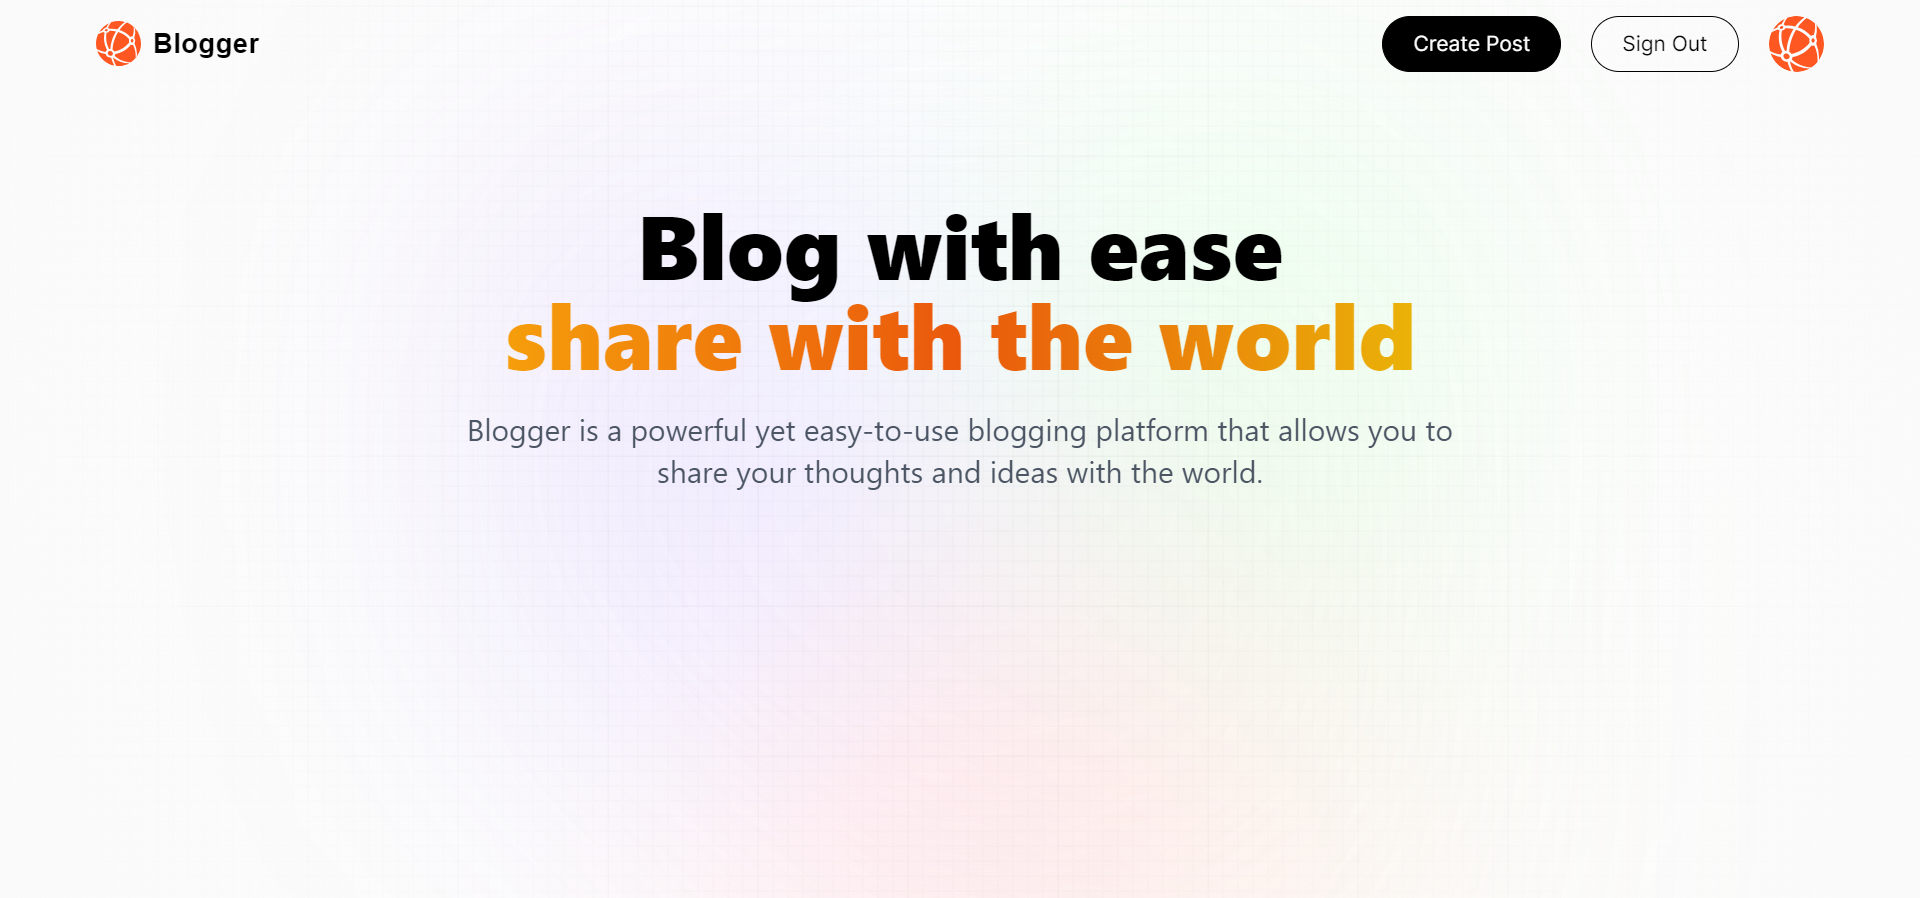 Blogger
Create Post
Sign Out
Blog with ease
share with the world
Blogger is a powerful yet easy-to-use blogging platform that allows you to
share your thoughts and ideas with the world.